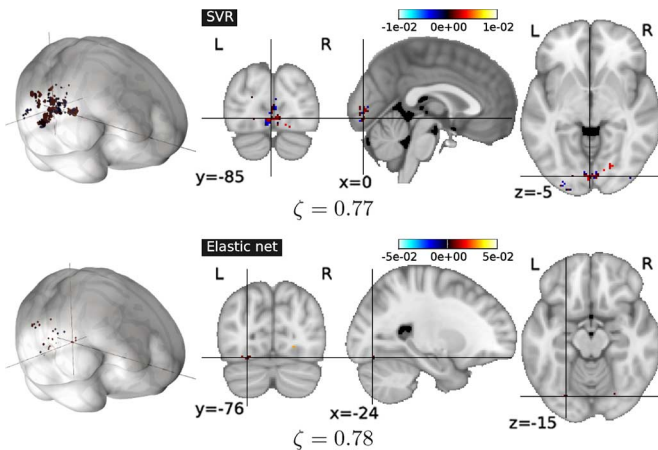 SVR
-1e-02 0e+00 1e-02
L R L R
y=-85 x=0 z=-5
ζ = 0.77
Elastic net
-5e-02 0e+00 5e-02
L R L R
y=-76 x=-24 z=-15
ζ = 0.78